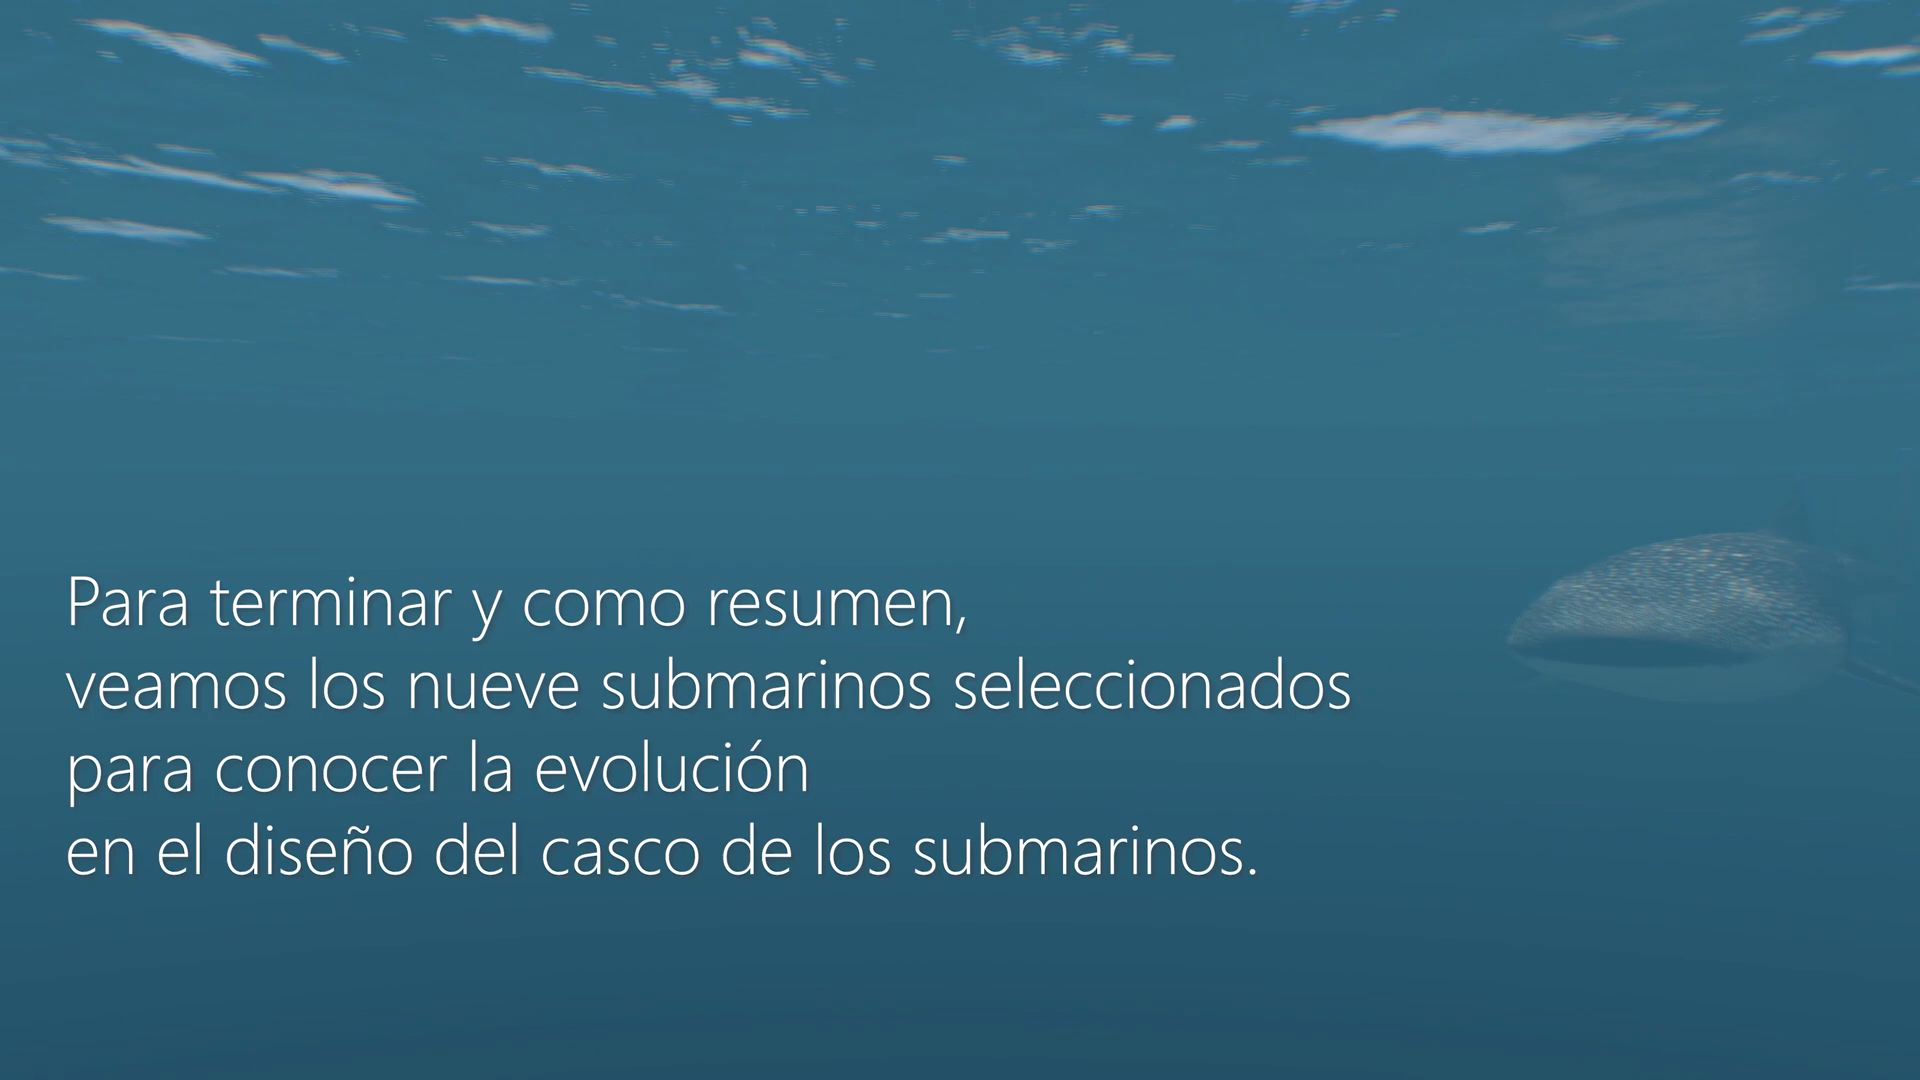 Para terminar y como resumen,
veamos los nueve submarinos seleccionados
para conocer la evolución
en el diseño del casco de los submarinos.